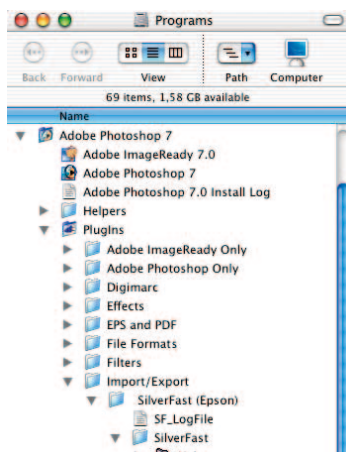 Programs
Back Forward View Path Computer
69 items, 1,58 GB available
Name
Adobe Photoshop 7
Adobe ImageReady 7.0
Adobe Photoshop 7
Adobe Photoshop 7.0 Install Log
Helpers
PlugIns
Adobe ImageReady Only
Adobe Photoshop Only
Digimarc
Effects
EPS and PDF
File Formats
Filters
Import/Export
SilverFast (Epson)
SF_LogFile
SilverFast